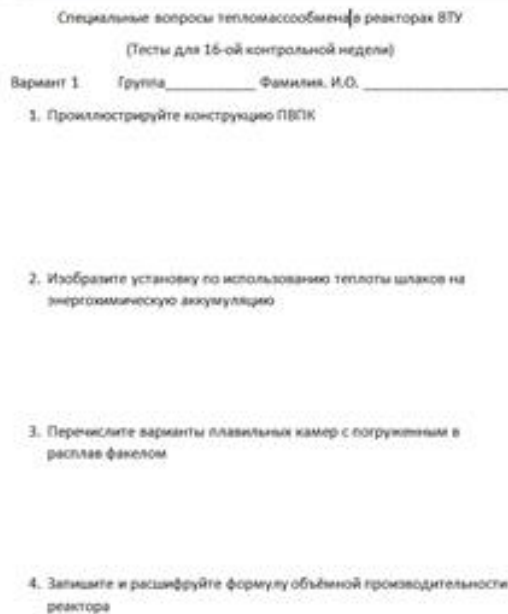 Специальные вопросы тепломассообмена в реакторах ВТУ
(Тесты для 16-ой контрольной недели)
Вариант 1 Группа____________ Фамилия. И.О. ____________________
1. Проиллюстрируйте конструкцию ПВПК
2. Изобразите установку по использованию теплоты шлаков на
энергохимическую аккумуляцию
3. Перечислите варианты плавильных камер с погруженным в
расплав факелом
4. Запишите и расшифруйте формулу объёмной производительности
реактора